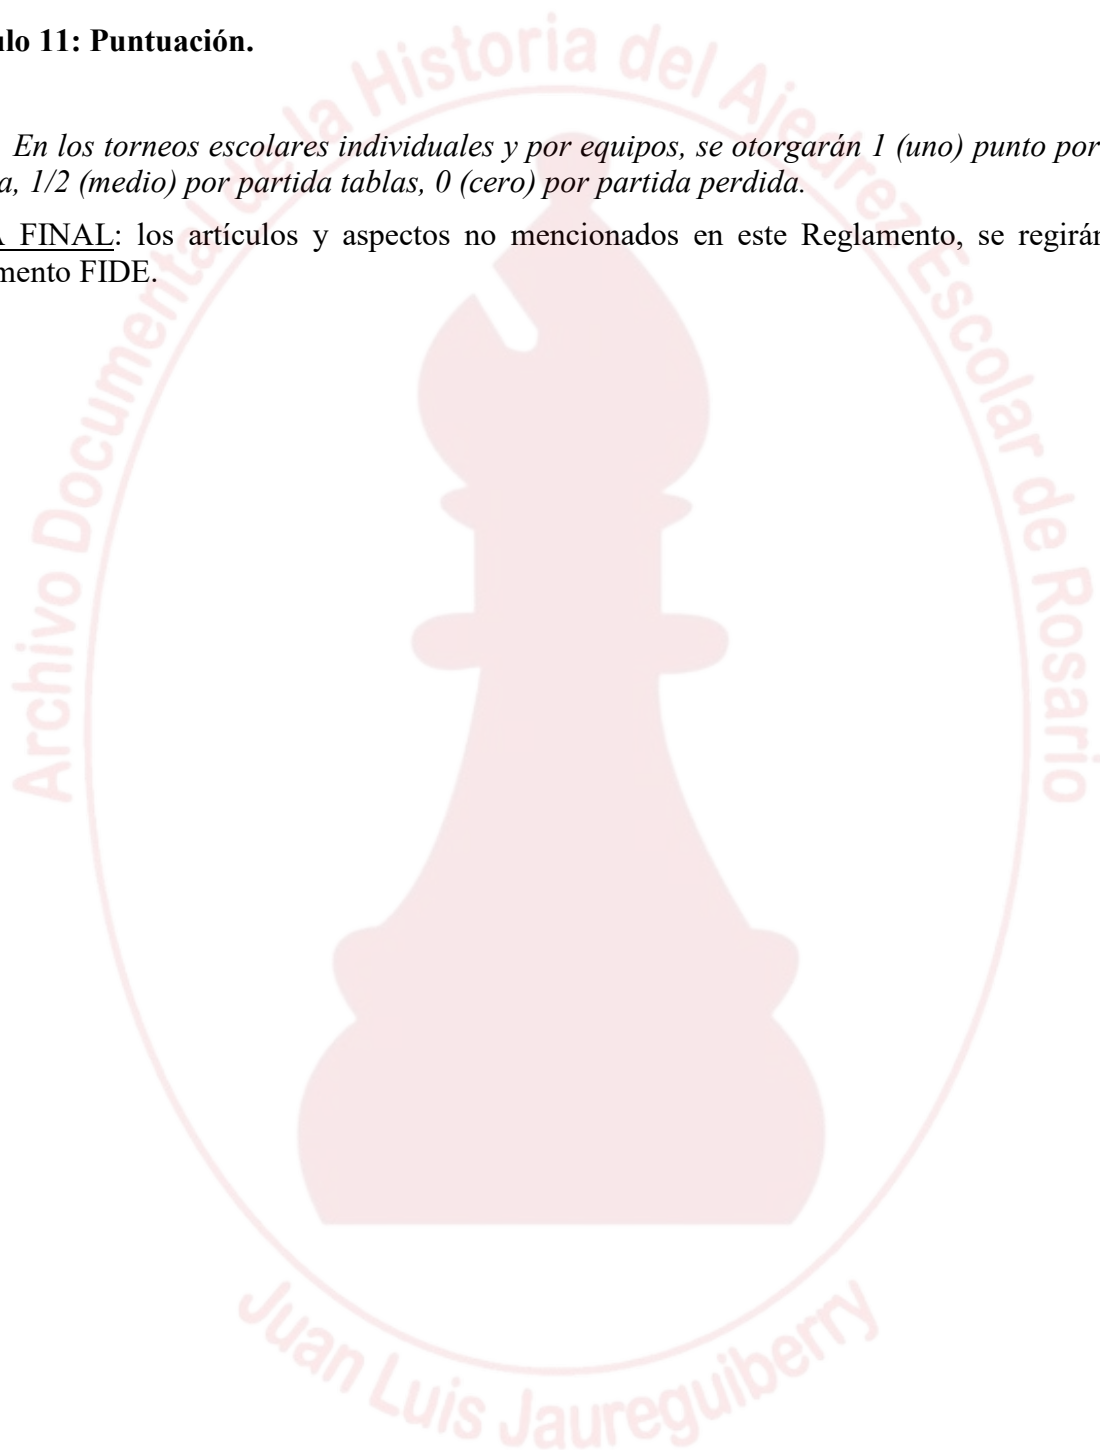 ulo 11: Puntuación.
En los torneos escolares individuales y por equipos, se otorgarán 1 (uno) punto por
a, 1/2 (medio) por partida tablas, 0 (cero) por partida perdida.
A FINAL: los artículos y aspectos no mencionados en este Reglamento, se regirán
mento FIDE.
Archivo Documental de la Historia del Ajedrez Escolar de Rosario
Juan Luis Jaureguiberry